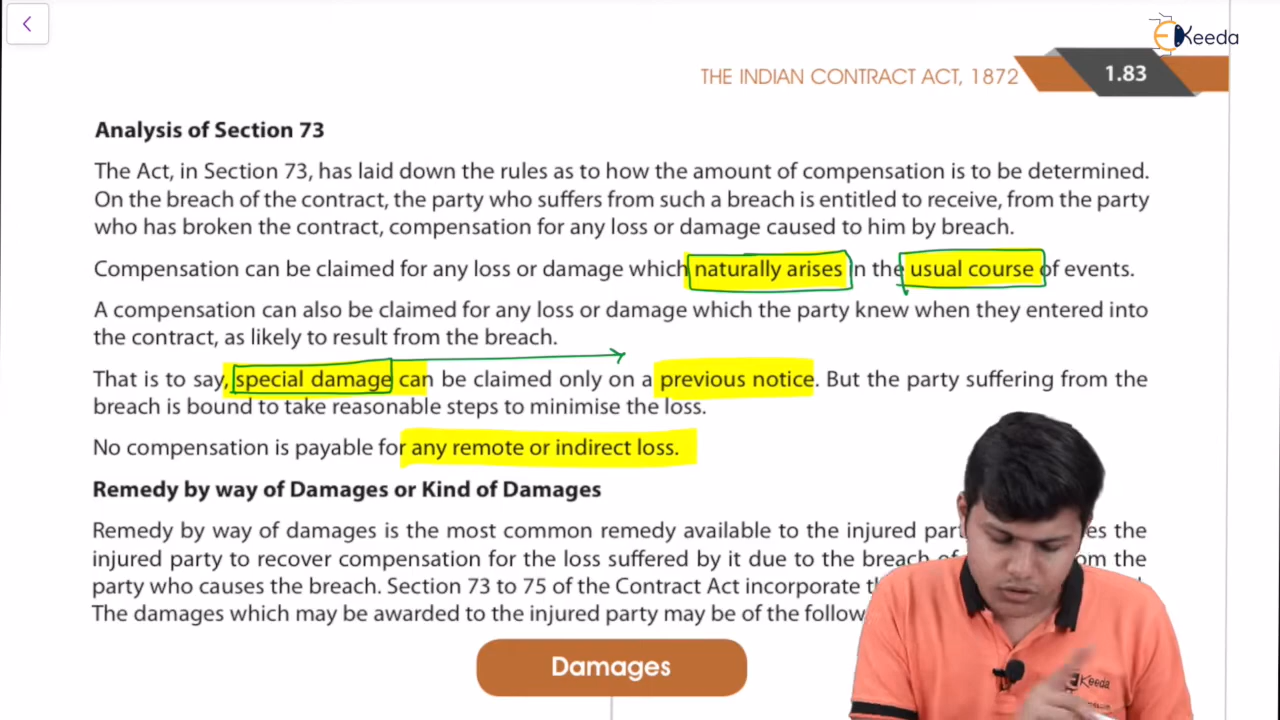 Keeda
THE INDIAN CONTRACT ACT, 1872
1.83
Analysis of Section 73
The Act, in Section 73, has laid down the rules as to how the amount of compensation is to be determined.
On the breach of the contract, the party who suffers from such a breach is entitled to receive, from the party
who has broken the contract, compensation for any loss or damage caused to him by breach.
Compensation can be claimed for any loss or damage which naturally arises in the usual course of events.
A compensation can also be claimed for any loss or damage which the party knew when they entered into
the contract, as likely to result from the breach.
That is to say, special damage can be claimed only on a previous notice. But the party suffering from the
breach is bound to take reasonable steps to minimise the loss.
No compensation is payable for any remote or indirect loss.
Remedy by way of Damages or Kind of Damages
Remedy by way of damages is the most common remedy available to the injured the
injured party to recover compensation for the loss suffered by it due to the breach the
party who causes the breach. Section 73 to 75 of the Contract Act incorporate
The damages which may be awarded to the injured party may be of the
Keeda
Damages